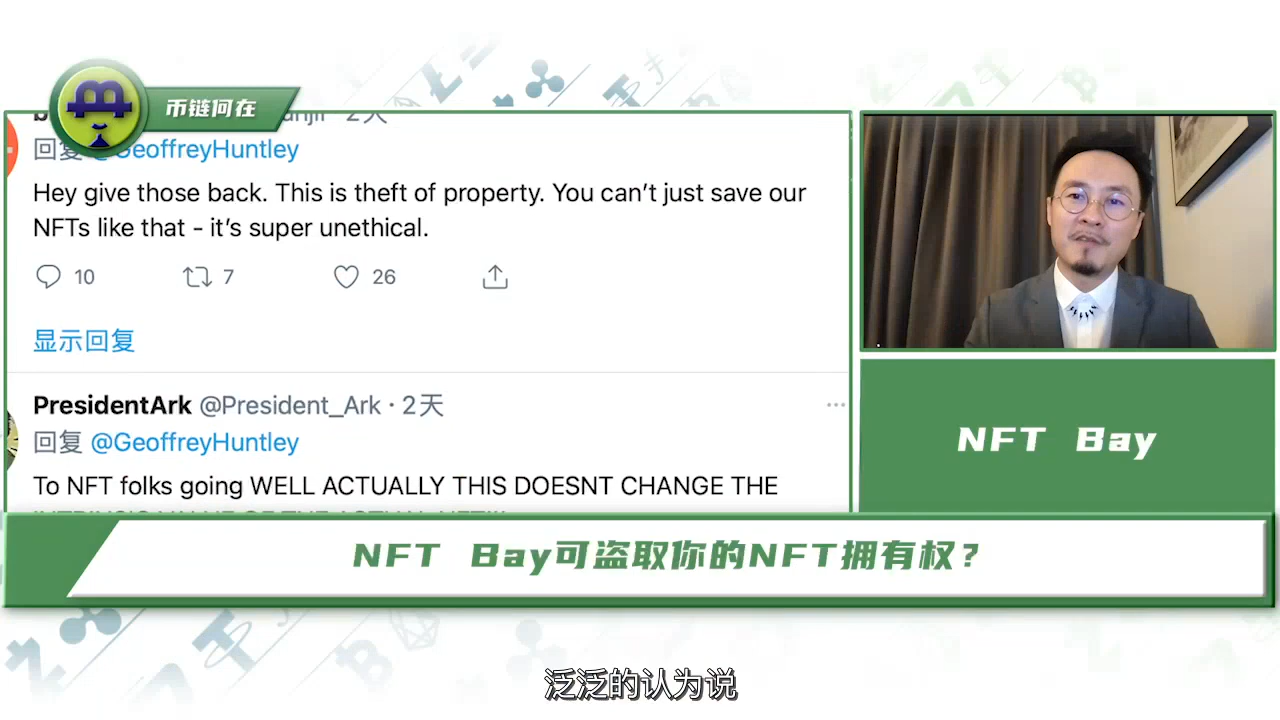 币链何在
2天
回复 @GeoffreyHuntley
Hey give those back. This is theft of property. You can't just save our
NFTs like that - it's super unethical.
10 7 26
显示回复
PresidentArk @President_Ark · 2天
回复 @GeoffreyHuntley
To NFT folks going WELL ACTUALLY THIS DOESNT CHANGE THE
NFT Bay
NFT Bay可盗取你的NFT拥有权？
泛泛的认为说